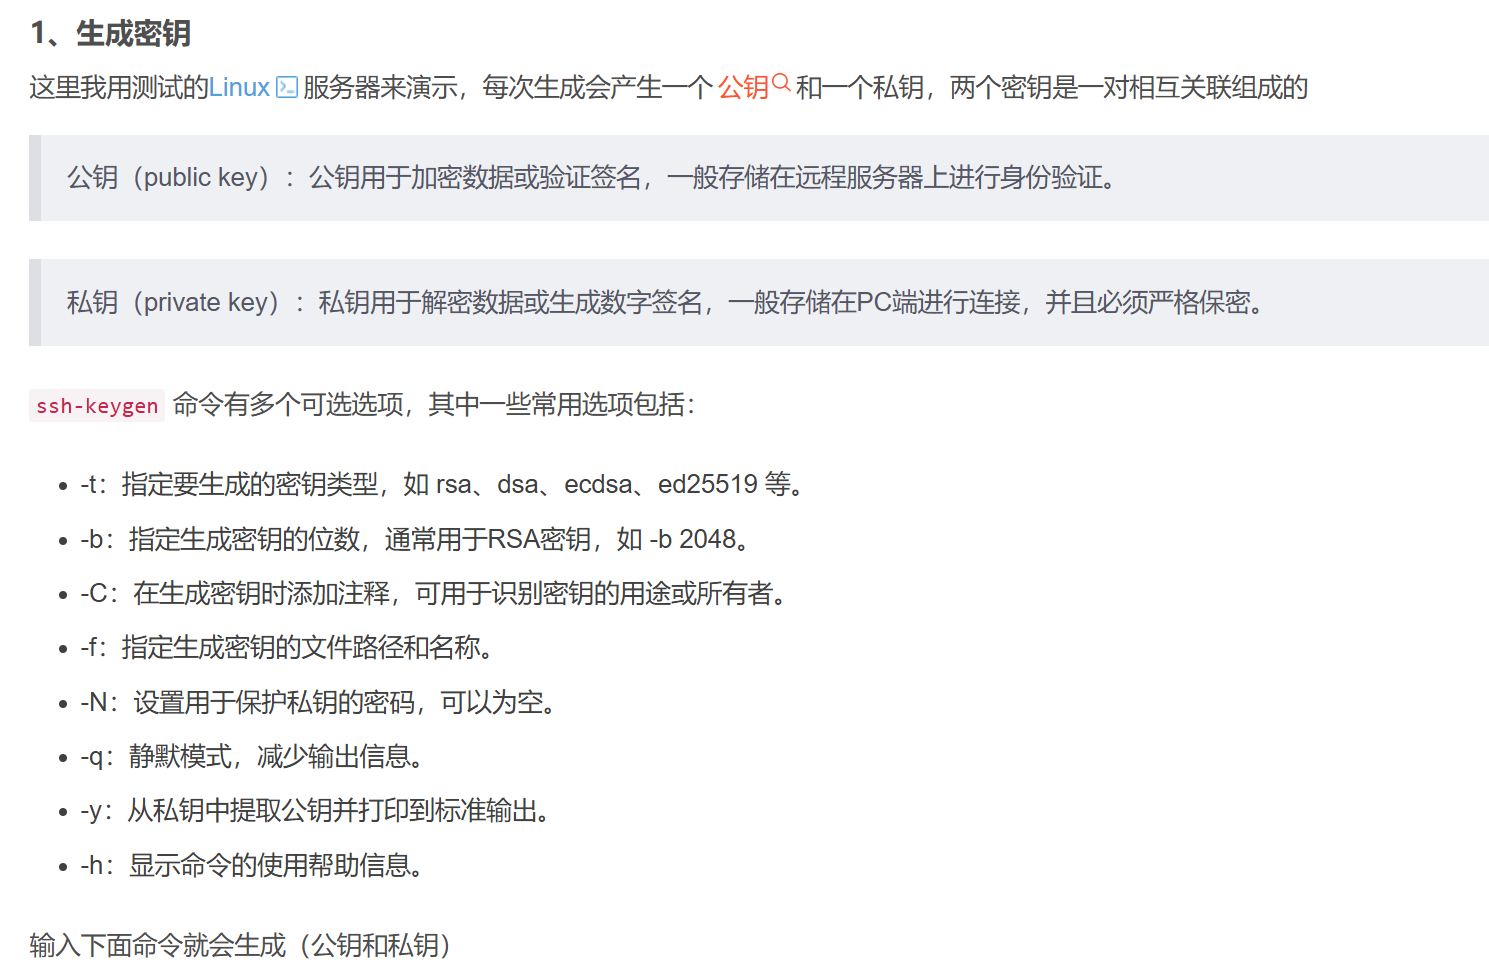 1、生成密钥
这里我用测试的Linux服务器来演示，每次生成会产生一个 公钥和一个私钥，两个密钥是一对相互关联组成的
公钥（public key）：公钥用于加密数据或验证签名，一般存储在远程服务器上进行身份验证。
私钥（private key）：私钥用于解密数据或生成数字签名，一般存储在PC端进行连接，并且必须严格保密。
ssh-keygen 命令有多个可选选项，其中一些常用选项包括：
• -t：指定要生成的密钥类型，如 rsa、dsa、ecdsa、ed25519 等。
• -b：指定生成密钥的位数，通常用于RSA密钥，如 -b 2048。
• -C：在生成密钥时添加注释，可用于识别密钥的用途或所有者。
• -f：指定生成密钥的文件路径和名称。
• -N：设置用于保护私钥的密码，可以为空。
• -q：静默模式，减少输出信息。
• -y：从私钥中提取公钥并打印到标准输出。
• -h：显示命令的使用帮助信息。
输入下面命令就会生成（公钥和私钥）